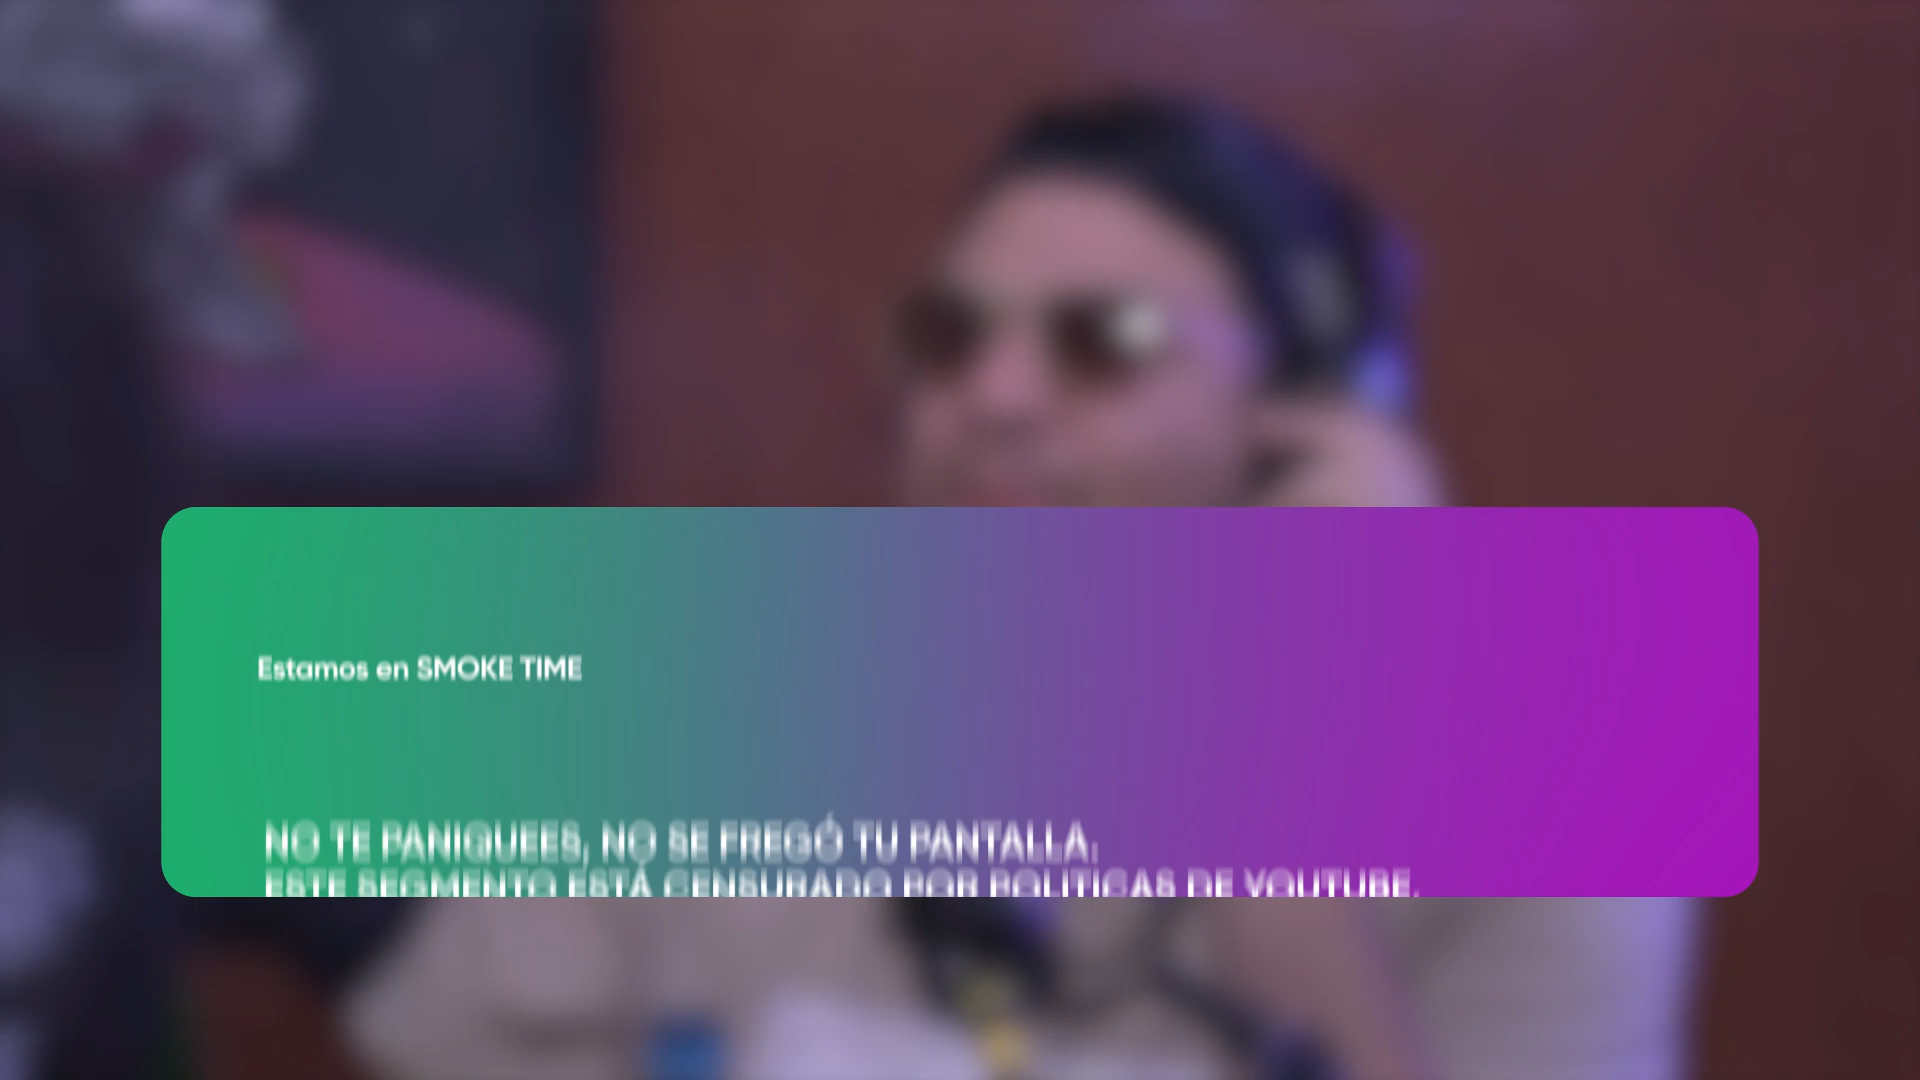 Estamos en SMOKE TIME
NO TE PANIQUEES, NO SE FREGÓ TU PANTALLA.
ESTE SEGMENTO ESTÁ CENSURADO POR POLÍTICAS DE YOUTUBE.